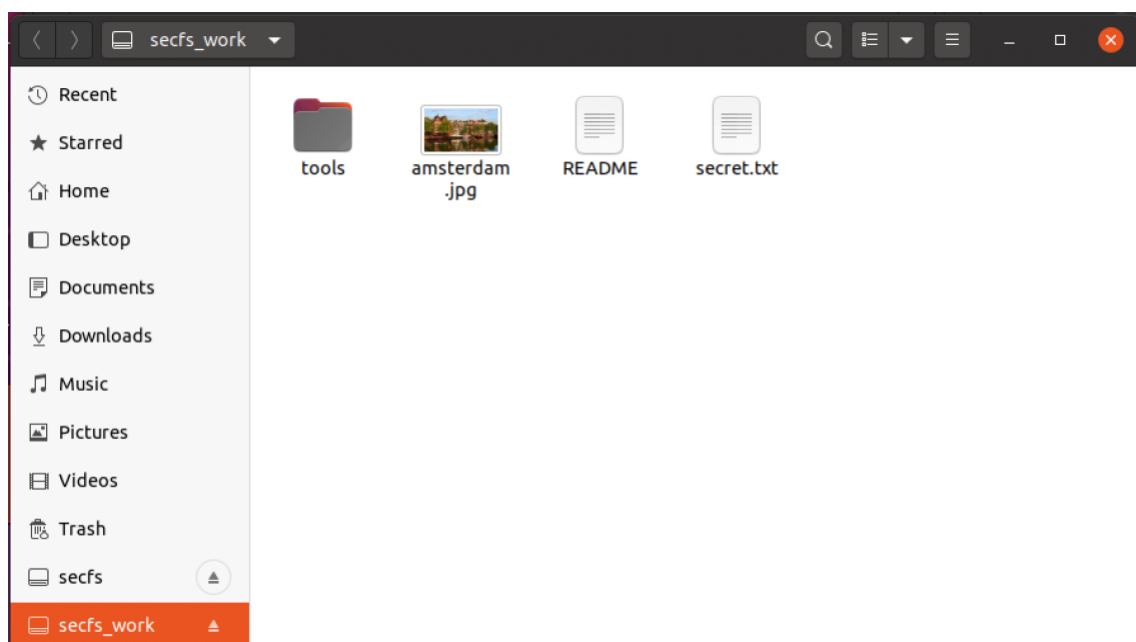 secfs_work
Recent
Starred
Home
Desktop
Documents
Downloads
Music
Pictures
Videos
Trash
secfs
secfs_work
tools
amsterdam
.jpg
README
secret.txt